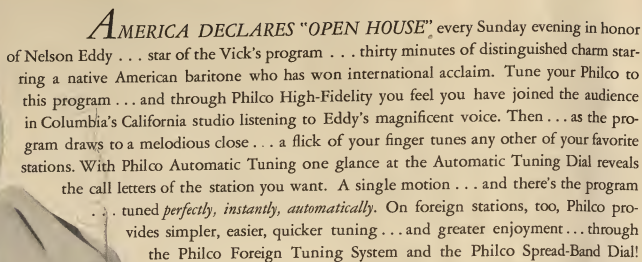 AMERICA DECLARES "OPEN HOUSE", every Sunday evening in honor
of Nelson Eddy . . . star of the Vick's program . . . thirty minutes of distinguished charm star-
ring a native American baritone who has won international acclaim. Tune your Philco to
this program . . . and through Philco High-Fidelity you feel you have joined the audience
in Columbia's California studio listening to Eddy's magnificent voice. Then . . . as the pro-
gram draws to a melodious close . . . a flick of your finger tunes any other of your favorite
stations. With Philco Automatic Tuning one glance at the Automatic Tuning Dial reveals
the call letters of the station you want. A single motion . . . and there's the program
. . . tuned perfectly, instantly, automatically. On foreign stations, too, Philco pro-
vides simpler, easier, quicker tuning . . . and greater enjoyment . . . through
the Philco Foreign Tuning System and the Philco Spread-Band Dial!